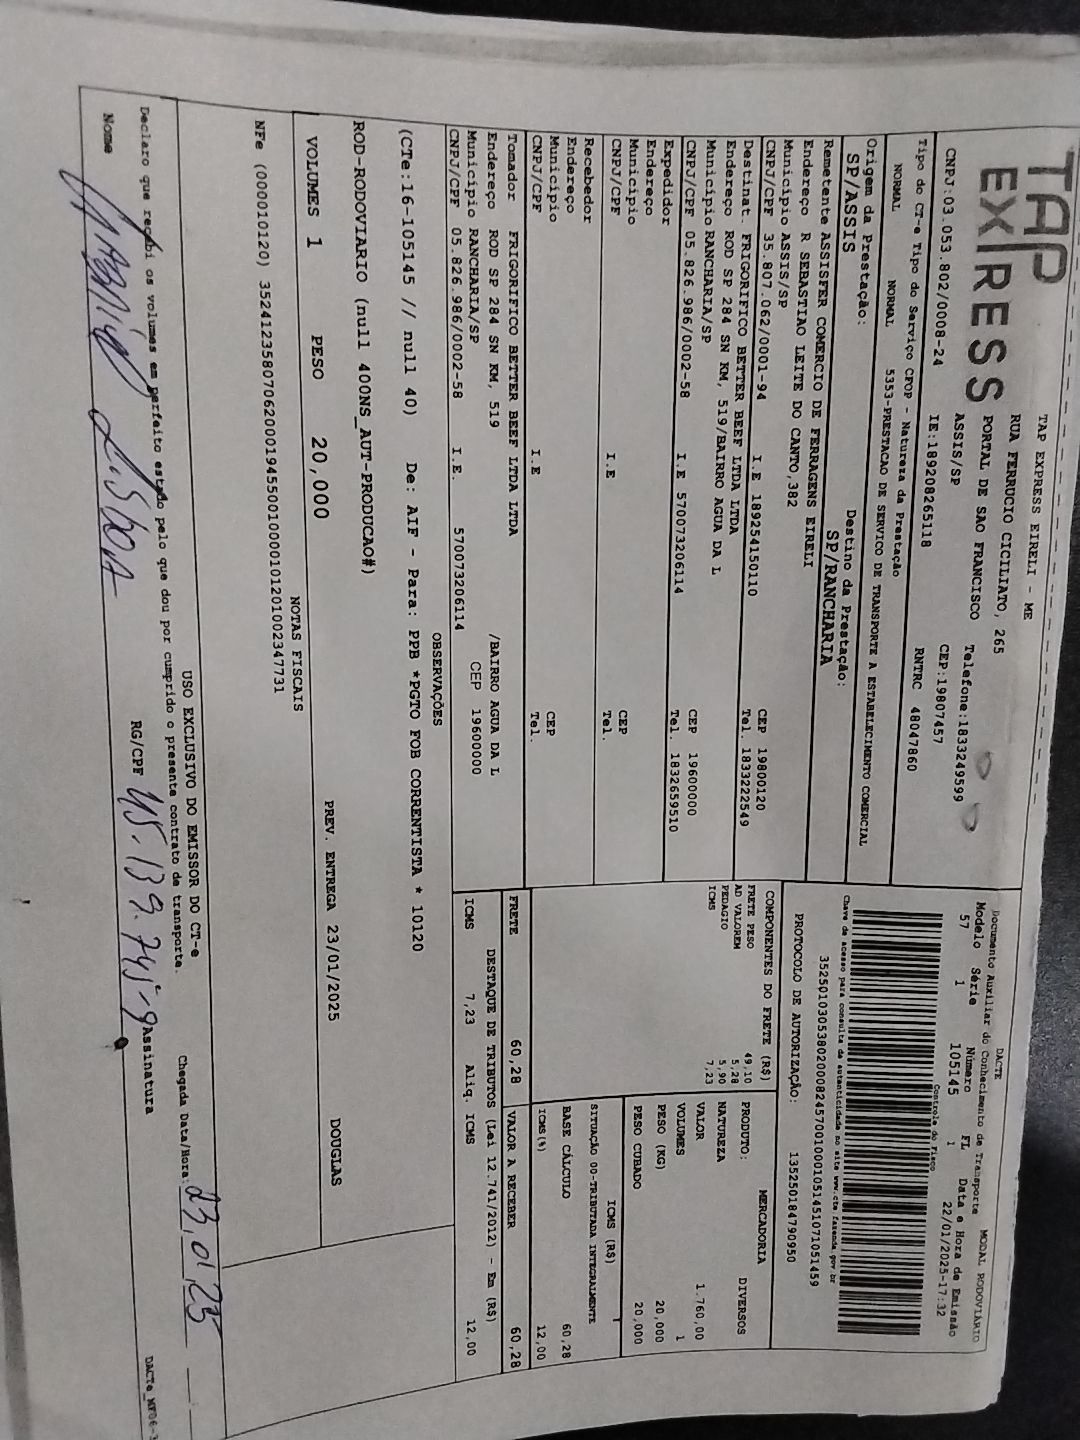 TAP
EXPRESS
TAP EXPRESS EIRELI - ME
RUA FERRUCIO CICILIATO, 265
PORTAL DE SAO FRANCISCO Telefone:1833249599
ASSIS/SP CEP:19807457
CNPJ:03.053.802/0008-24 IE:189208265118 RNTRC 48047860
DACTE MODAL RODOVIÁRIO
Documento Auxiliar do Conhecimento de Transporte
Modelo Série Número FL Data e Hora de Emissão
57 1 105145 1 22/01/2025-17:32
Controle do Fisco
Chave de acesso para consulta de autenticidade no site www.cte.fazenda.gov.br
35250103053802000824570010001051451071051459
PROTOCOLO DE AUTORIZAÇÃO: 135250184790950
Tipo do CT-e Tipo do Serviço CFOP - Natureza da Prestação
NORMAL NORMAL 5353-PRESTACAO DE SERVICO DE TRANSPORTE A ESTABELECIMENTO COMERCIAL
Origem da Prestação: Destino da Prestação:
SP/ASSIS SP/RANCHARIA
Remetente ASSISFER COMERCIO DE FERRAGENS EIRELI
Endereço R SEBASTIAO LEITE DO CANTO,382
Município ASSIS/SP CEP 19800120
CNPJ/CPF 35.807.062/0001-94 I.E 189254150110 Tel. 1833222549
Destinat. FRIGORIFICO BETTER BEEF LTDA LTDA
Endereço ROD SP 284 SN KM, 519/BAIRRO AGUA DA L
Município RANCHARIA/SP CEP 19600000
CNPJ/CPF 05.826.986/0002-58 I.E 570073206114 Tel. 1832659510
Expedidor
Endereço
Município CEP
CNPJ/CPF I.E Tel.
Recebedor
Endereço
Município CEP
CNPJ/CPF I.E Tel.
Tomador FRIGORIFICO BETTER BEEF LTDA LTDA
Endereço ROD SP 284 SN KM, 519 /BAIRRO AGUA DA L
Município RANCHARIA/SP CEP 19600000
CNPJ/CPF 05.826.986/0002-58 I.E. 570073206114
COMPONENTES DO FRETE (R$)
FRETE PESO 49,10
AD VALOREM 5,28
PEDAGIO 5,90
ICMS 7,23
MERCADORIA
PRODUTO: DIVERSOS
NATUREZA
VALOR 1.760,00
VOLUMES 1
PESO (KG) 20,000
PESO CUBADO 20,000
ICMS (R$)
SITUAÇÃO 00-TRIBUTADA INTEGRALMENTE
BASE CÁLCULO 60,28
ICMS(%) 12,00
FRETE 60,28 VALOR A RECEBER 60,28
DESTAQUE DE TRIBUTOS (Lei 12.741/2012) - Em (R$)
ICMS 7,23 Aliq. ICMS 12,00
OBSERVAÇÕES
(CTe:16-105145 // null 40) De: AIF - Para: PPB *PGTO FOB CORRENTISTA * 10120
ROD-RODOVIARIO (null 400NS_AUT-PRODUCAO#)
VOLUMES 1 PESO 20,000 PREV. ENTREGA 23/01/2025 DOUGLAS
NOTAS FISCAIS
NFe (000010120) 35241235807062000194550010000101201002347731
USO EXCLUSIVO DO EMISSOR DO CT-e
Declaro que recebi os volumes em perfeito estado pelo que dou por cumprido o presente contrato de transporte. Chegada Data/Hora: 23,01,25
Nome Lisboa RG/CPF 45.139.745-9 Assinatura